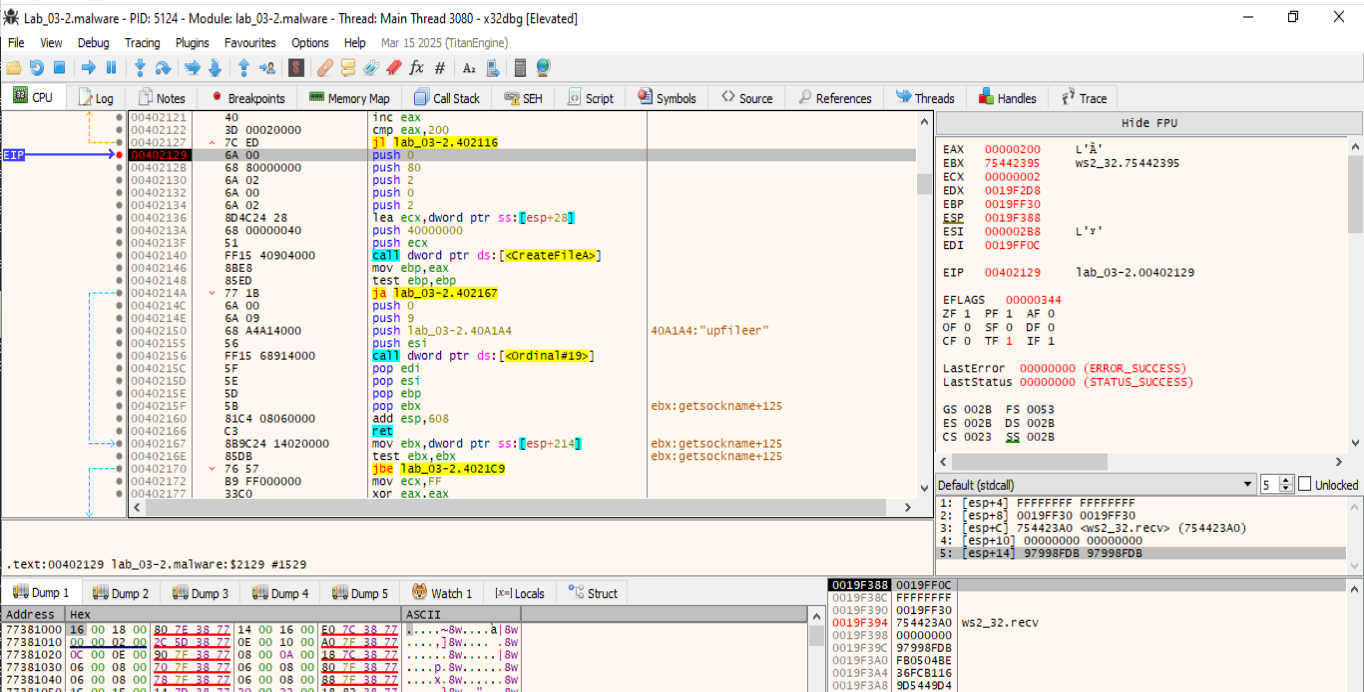 Lab_03-2.malware - PID: 5124 - Module: lab_03-2.malware - Thread: Main Thread 3080 - x32dbg [Elevated]
File View Debug Tracing Plugins Favourites Options Help Mar 15 2025 (TitanEngine)
CPU Log Notes Breakpoints Memory Map Call Stack SEH Script Symbols Source References Threads Handles Trace
EIP
00402121 40 inc eax
00402122 3D 00020000 cmp eax,200
00402127 7C ED jl lab_03-2.402116
00402129 6A 00 push 0
0040212B 68 80000000 push 80
00402130 6A 02 push 2
00402132 6A 00 push 0
00402134 6A 02 push 2
00402136 8D4C24 28 lea ecx,dword ptr ss:[esp+28]
0040213A 68 00000040 push 40000000
0040213F 51 push ecx
00402140 FF15 40904000 call dword ptr ds:[<CreateFileA>]
00402146 8BE8 mov ebp,eax
00402148 85ED test ebp,ebp
0040214A 77 1B ja lab_03-2.402167
0040214C 6A 00 push 0
0040214E 6A 09 push 9
00402150 68 A4A14000 push lab_03-2.40A1A4 40A1A4:"upfileer"
00402155 56 push esi
00402156 FF15 68914000 call dword ptr ds:[<Ordinal#19>]
0040215C 5F pop edi
0040215D 5E pop esi
0040215E 5D pop ebp
0040215F 5B pop ebx ebx:getsockname+125
00402160 81C4 08060000 add esp,608
00402166 C3 ret
00402167 8B9C24 14020000 mov ebx,dword ptr ss:[esp+214] ebx:getsockname+125
0040216E 85DB test ebx,ebx ebx:getsockname+125
00402170 76 57 jbe lab_03-2.4021C9
00402172 B9 FF000000 mov ecx,FF
00402177 33C0 xor eax,eax
Hide FPU
EAX 00000200 L'Ȁ'
EBX 75442395 ws2_32.75442395
ECX 00000002
EDX 0019F2D8
EBP 0019FF30
ESP 0019F388
ESI 000002B8 L'ʸ'
EDI 0019FF0C
EIP 00402129 lab_03-2.00402129
EFLAGS 00000344
ZF 1 PF 1 AF 0
OF 0 SF 0 DF 0
CF 0 TF 1 IF 1
LastError 00000000 (ERROR_SUCCESS)
LastStatus 00000000 (STATUS_SUCCESS)
GS 002B FS 0053
ES 002B DS 002B
CS 0023 SS 002B
Default (stdcall) 5 Unlocked
1: [esp+4] FFFFFFFF FFFFFFFF
2: [esp+8] 0019FF30 0019FF30
3: [esp+C] 754423A0 <ws2_32.recv> (754423A0)
4: [esp+10] 00000000 00000000
5: [esp+14] 97998FDB 97998FDB
.text:00402129 lab_03-2.malware:$2129 #1529
Dump 1 Dump 2 Dump 3 Dump 4 Dump 5 Watch 1 [x=] Locals Struct
Address Hex ASCII
77381000 16 00 18 00 80 7E 38 77 14 00 16 00 E0 7C 38 77 .....~8w....à|8w
77381010 00 00 02 00 2C 5D 38 77 0E 00 10 00 A0 7F 38 77 ....,]8w.... .8w
77381020 0C 00 0E 00 90 7F 38 77 08 00 0A 00 18 7C 38 77 ......8w.....|8w
77381030 06 00 08 00 70 7F 38 77 06 00 08 00 80 7F 38 77 ....p.8w......8w
77381040 06 00 08 00 78 7F 38 77 06 00 08 00 88 7F 38 77 ....x.8w......8w
0019F388 0019FF0C
0019F38C FFFFFFFF
0019F390 0019FF30
0019F394 754423A0 ws2_32.recv
0019F398 00000000
0019F39C 97998FDB
0019F3A0 FB0504BE
0019F3A4 36FCB116
0019F3A8 9D5449D4